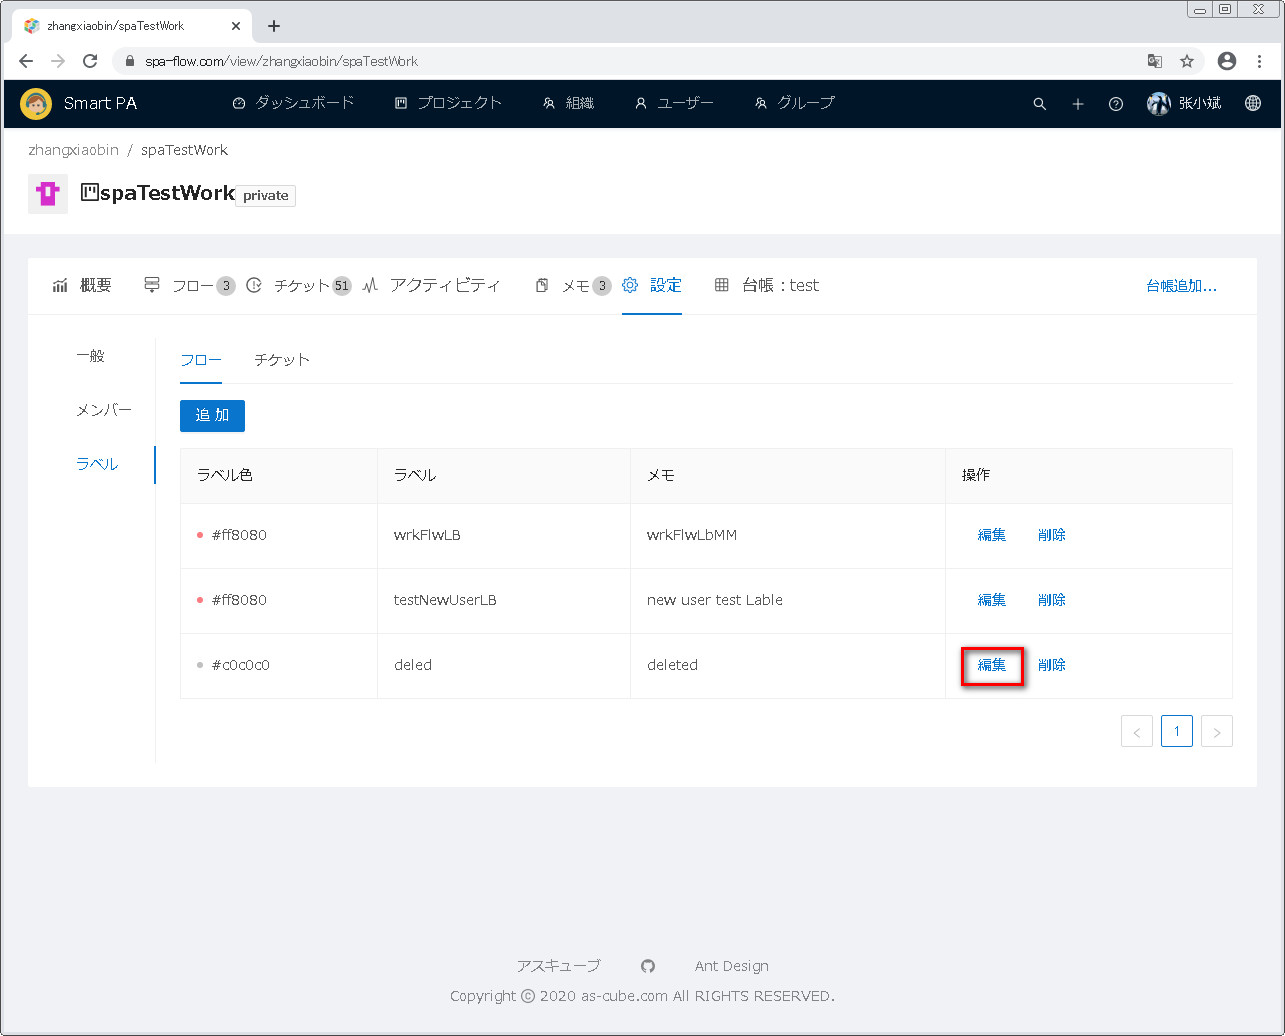 zhangxiaobin/spaTestWork
spa-flow.com/view/zhangxiaobin/spaTestWork
Smart PA ダッシュボード プロジェクト 組織 ユーザー グループ 张小斌
zhangxiaobin / spaTestWork
spaTestWork private
概要 フロー 3 チケット 51 アクティビティ メモ 3 設定 台帳：test 台帳追加...
一般
メンバー
ラベル
フロー チケット
追 加
ラベル色 ラベル メモ 操作
#ff8080 wrkFlwLB wrkFlwLbMM 編集 削除
#ff8080 testNewUserLB new user test Lable 編集 削除
#c0c0c0 deled deleted 編集 削除
< 1 >
アスキューブ Ant Design
Copyright © 2020 as-cube.com All RIGHTS RESERVED.